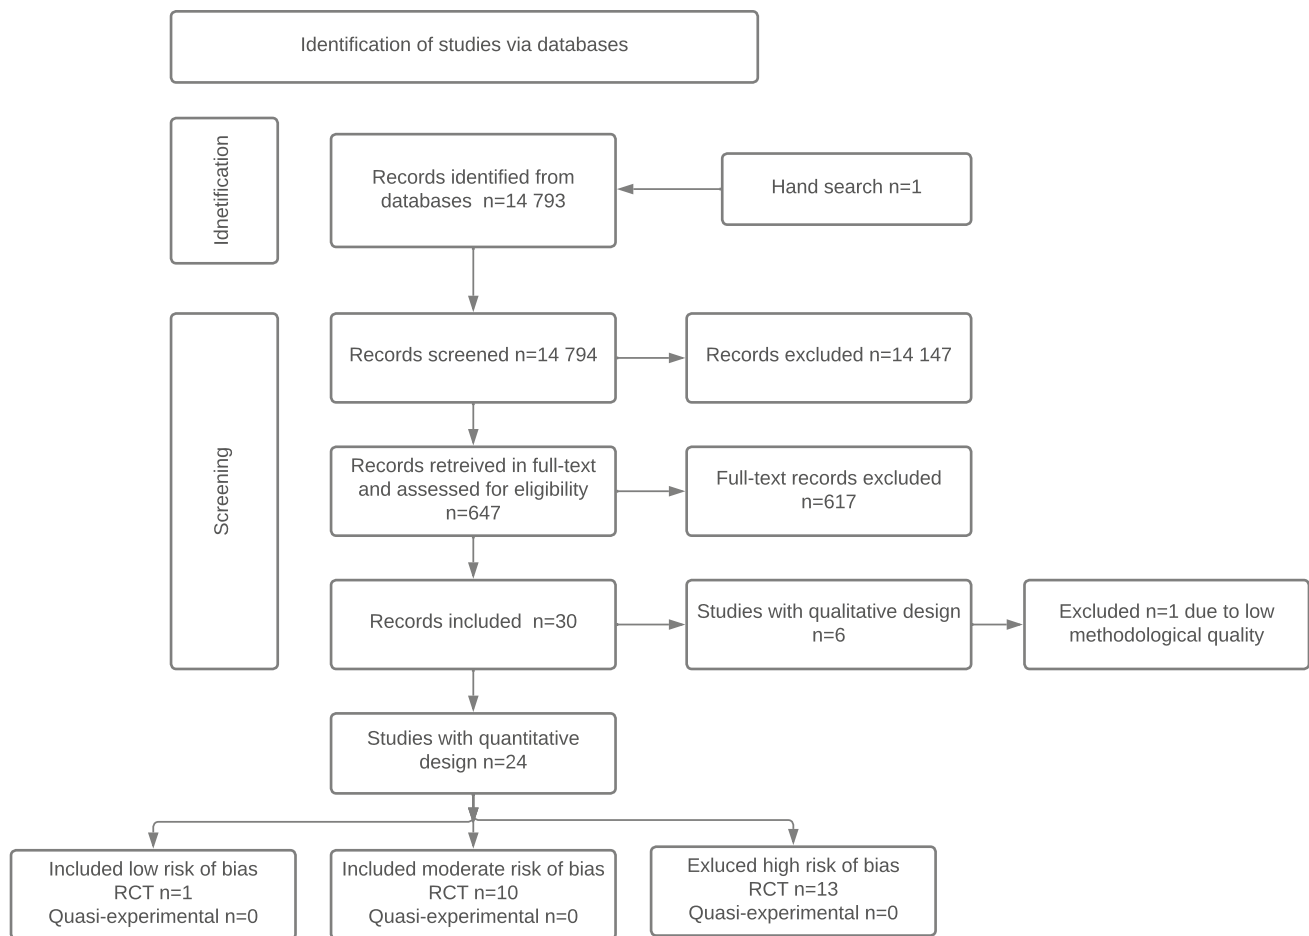 Identification of studies via databases
Idnetification
Records identified from
databases  n=14 793
Hand search n=1
Screening
Records screened n=14 794
Records excluded n=14 147
Records retreived in full-text
and assessed for eligibility
n=647
Full-text records excluded
n=617
Records included  n=30
Studies with qualitative design
n=6
Excluded n=1 due to low
methodological quality
Studies with quantitative
design n=24
Included low risk of bias
RCT n=1
Quasi-experimental n=0
Included moderate risk of bias
RCT n=10
Quasi-experimental n=0
Exluced high risk of bias
RCT n=13
Quasi-experimental n=0